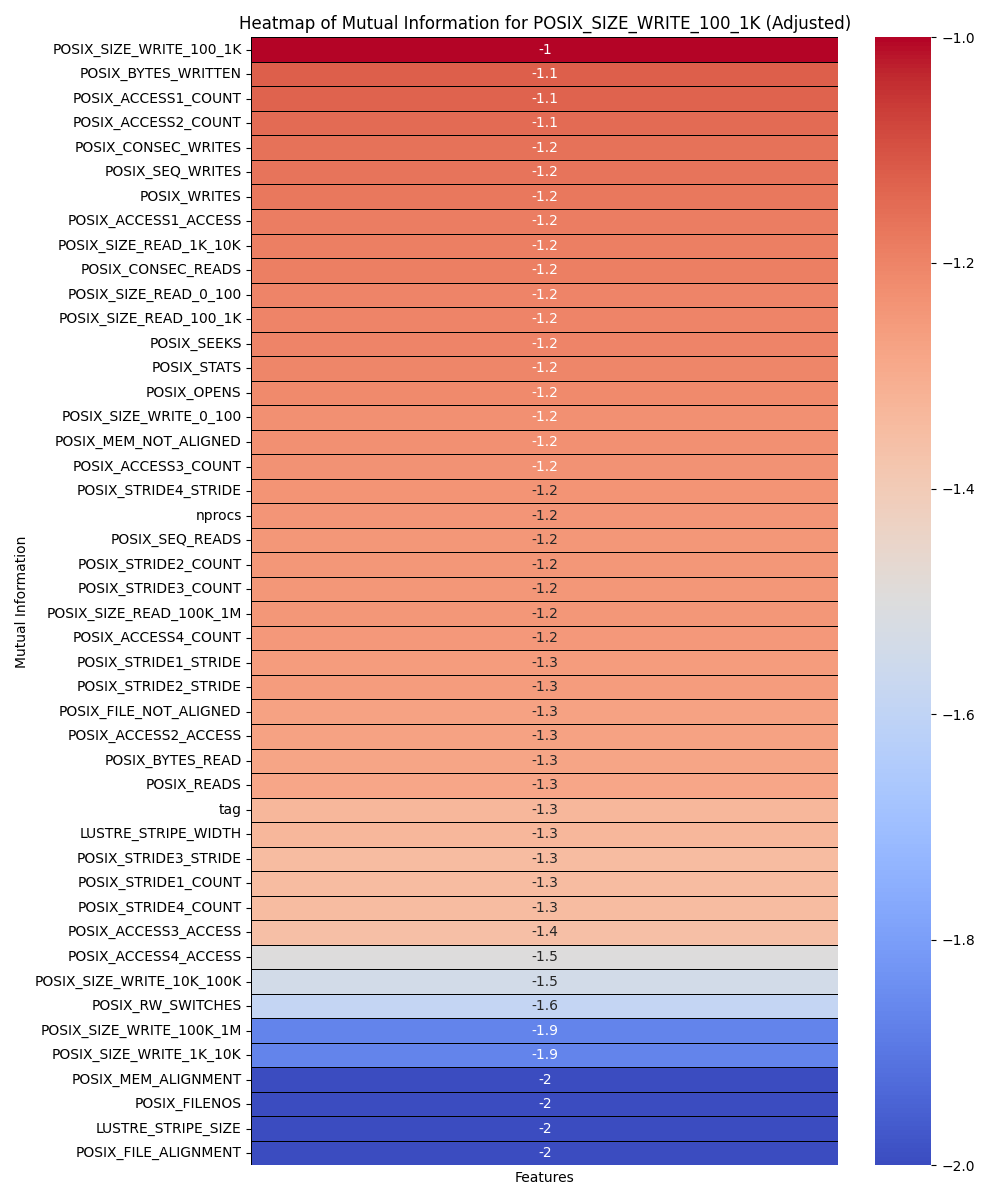 Heatmap of Mutual Information for POSIX_SIZE_WRITE_100_1K (Adjusted)
POSIX_SIZE_WRITE_100_1K -1
POSIX_BYTES_WRITTEN -1.1
POSIX_ACCESS1_COUNT -1.1
POSIX_ACCESS2_COUNT -1.1
POSIX_CONSEC_WRITES -1.2
POSIX_SEQ_WRITES -1.2
POSIX_WRITES -1.2
POSIX_ACCESS1_ACCESS -1.2
POSIX_SIZE_READ_1K_10K -1.2
POSIX_CONSEC_READS -1.2
POSIX_SIZE_READ_0_100 -1.2
POSIX_SIZE_READ_100_1K -1.2
POSIX_SEEKS -1.2
POSIX_STATS -1.2
POSIX_OPENS -1.2
POSIX_SIZE_WRITE_0_100 -1.2
POSIX_MEM_NOT_ALIGNED -1.2
POSIX_ACCESS3_COUNT -1.2
POSIX_STRIDE4_STRIDE -1.2
nprocs -1.2
POSIX_SEQ_READS -1.2
POSIX_STRIDE2_COUNT -1.2
POSIX_STRIDE3_COUNT -1.2
POSIX_SIZE_READ_100K_1M -1.2
POSIX_ACCESS4_COUNT -1.2
POSIX_STRIDE1_STRIDE -1.3
POSIX_STRIDE2_STRIDE -1.3
POSIX_FILE_NOT_ALIGNED -1.3
POSIX_ACCESS2_ACCESS -1.3
POSIX_BYTES_READ -1.3
POSIX_READS -1.3
tag -1.3
LUSTRE_STRIPE_WIDTH -1.3
POSIX_STRIDE3_STRIDE -1.3
POSIX_STRIDE1_COUNT -1.3
POSIX_STRIDE4_COUNT -1.3
POSIX_ACCESS3_ACCESS -1.4
POSIX_ACCESS4_ACCESS -1.5
POSIX_SIZE_WRITE_10K_100K -1.5
POSIX_RW_SWITCHES -1.6
POSIX_SIZE_WRITE_100K_1M -1.9
POSIX_SIZE_WRITE_1K_10K -1.9
POSIX_MEM_ALIGNMENT -2
POSIX_FILENOS -2
LUSTRE_STRIPE_SIZE -2
POSIX_FILE_ALIGNMENT -2
Mutual Information
Features
−1.0
−1.2
−1.4
−1.6
−1.8
−2.0